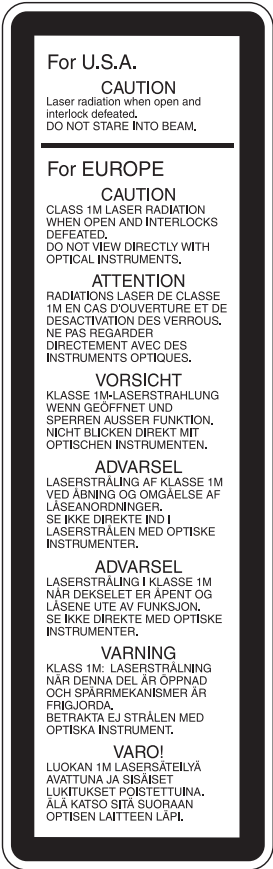 For U.S.A.
CAUTION
Laser radiation when open and
interlock defeated.
DO NOT STARE INTO BEAM.
For EUROPE
CAUTION
CLASS 1M LASER RADIATION
WHEN OPEN AND INTERLOCKS
DEFEATED.
DO NOT VIEW DIRECTLY WITH
OPTICAL INSTRUMENTS.
ATTENTION
RADIATIONS LASER DE CLASSE
1M EN CAS D'OUVERTURE ET DE
DESACTIVATION DES VERROUS.
NE PAS REGARDER
DIRECTEMENT AVEC DES
INSTRUMENTS OPTIQUES.
VORSICHT
KLASSE 1M-LASERSTRAHLUNG
WENN GEÖFFNET UND
SPERREN AUSSER FUNKTION.
NICHT BLICKEN DIREKT MIT
OPTISCHEN INSTRUMENTEN.
ADVARSEL
LASERSTRÅLING AF KLASSE 1M
VED ÅBNING OG OMGÅELSE AF
LÅSEANORDNINGER.
SE IKKE DIREKTE IND I
LASERSTRÅLEN MED OPTISKE
INSTRUMENTER.
ADVARSEL
LASERSTRÅLING I KLASSE 1M
NÅR DEKSELET ER ÅPENT OG
LÅSENE UTE AV FUNKSJON.
SE IKKE DIREKTE MED OPTISKE
INSTRUMENTER.
VARNING
KLASS 1M: LASERSTRÅLNING
NÄR DENNA DEL ÄR ÖPPNAD
OCH SPÄRRMEKANISMER ÄR
FRIGJORDA.
BETRAKTA EJ STRÅLEN MED
OPTISKA INSTRUMENT.
VARO!
LUOKAN 1M LASERSÄTEILYÄ
AVATTUNA JA SISÄISET
LUKITUKSET POISTETTUINA.
ÄLÄ KATSO SITÄ SUORAAN
OPTISEN LAITTEEN LÄPI.